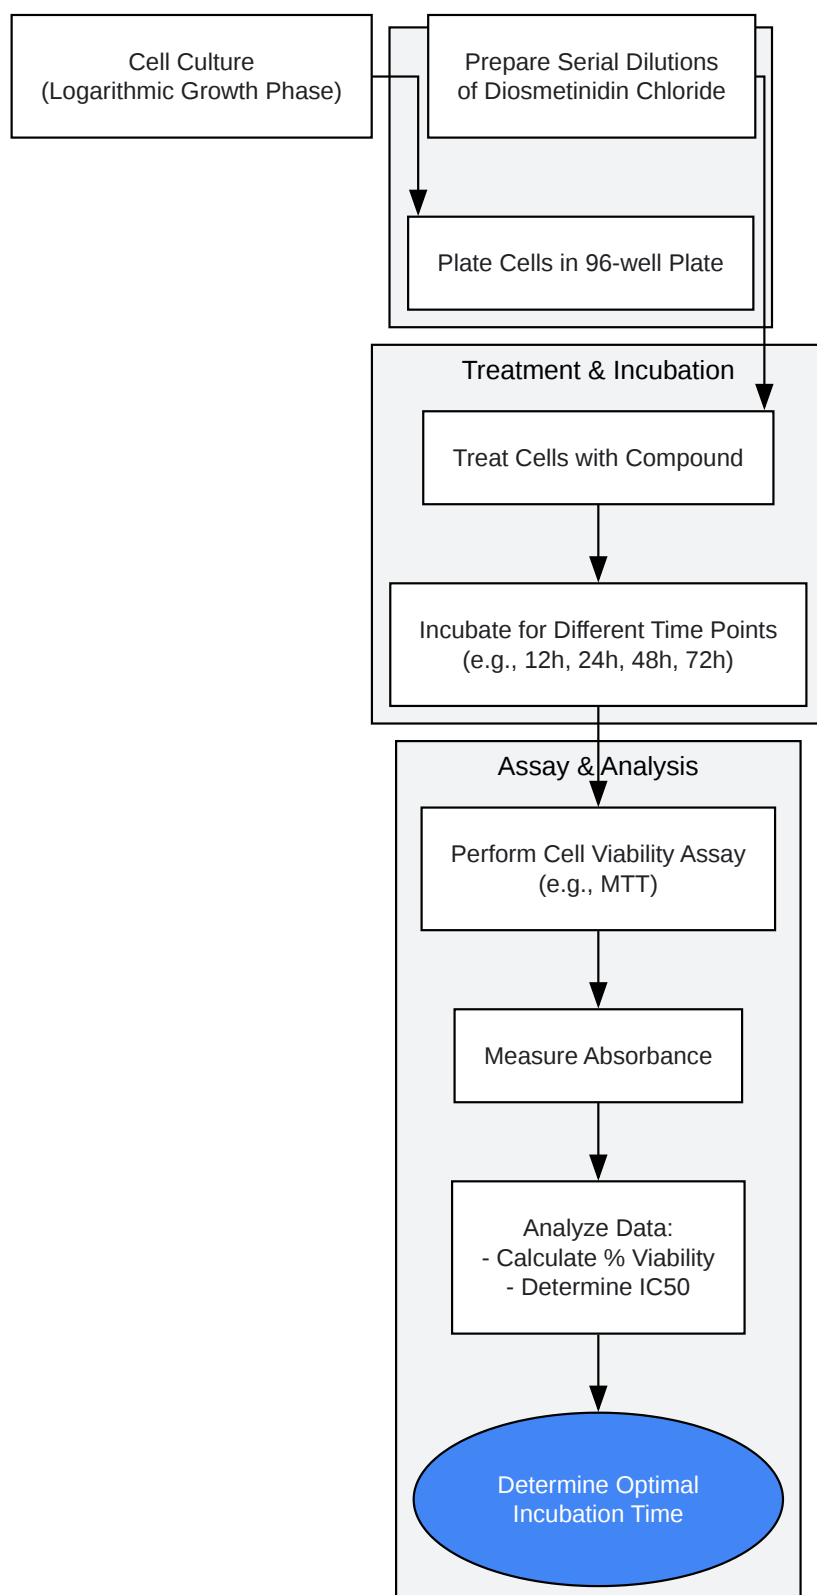 Cell Culture
(Logarithmic Growth Phase)
Prepare Serial Dilutions
of Diosmetinidin Chloride
Plate Cells in 96-well Plate
Treatment & Incubation
Treat Cells with Compound
Incubate for Different Time Points
(e.g., 12h, 24h, 48h, 72h)
Assay & Analysis
Perform Cell Viability Assay
(e.g., MTT)
Measure Absorbance
Analyze Data:
- Calculate % Viability
- Determine IC50
Determine Optimal
Incubation Time